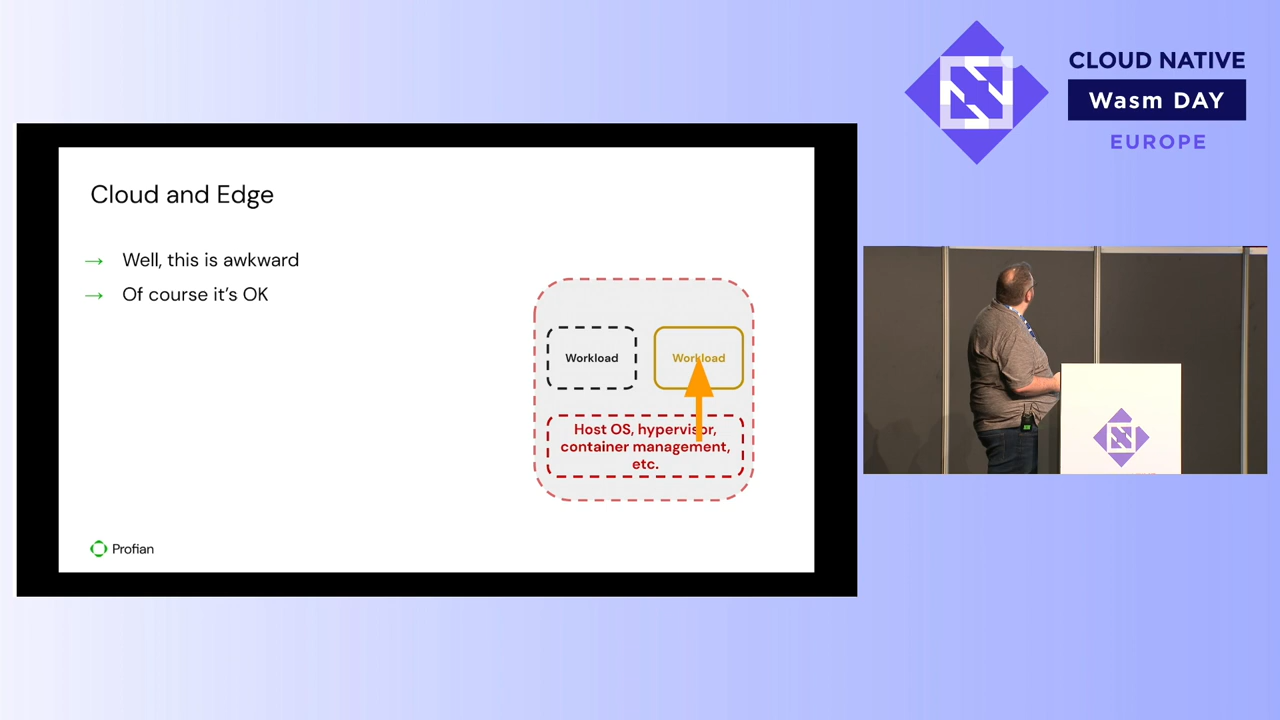 CLOUD NATIVE
Wasm DAY
EUROPE
Cloud and Edge
→ Well, this is awkward
→ Of course it's OK
Workload
Workload
Host OS, hypervisor,
container management,
etc.
Profian